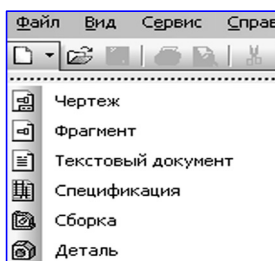 Файл Вид Сервис Справ
Чертеж
Фрагмент
Текстовый документ
Спецификация
Сборка
Деталь